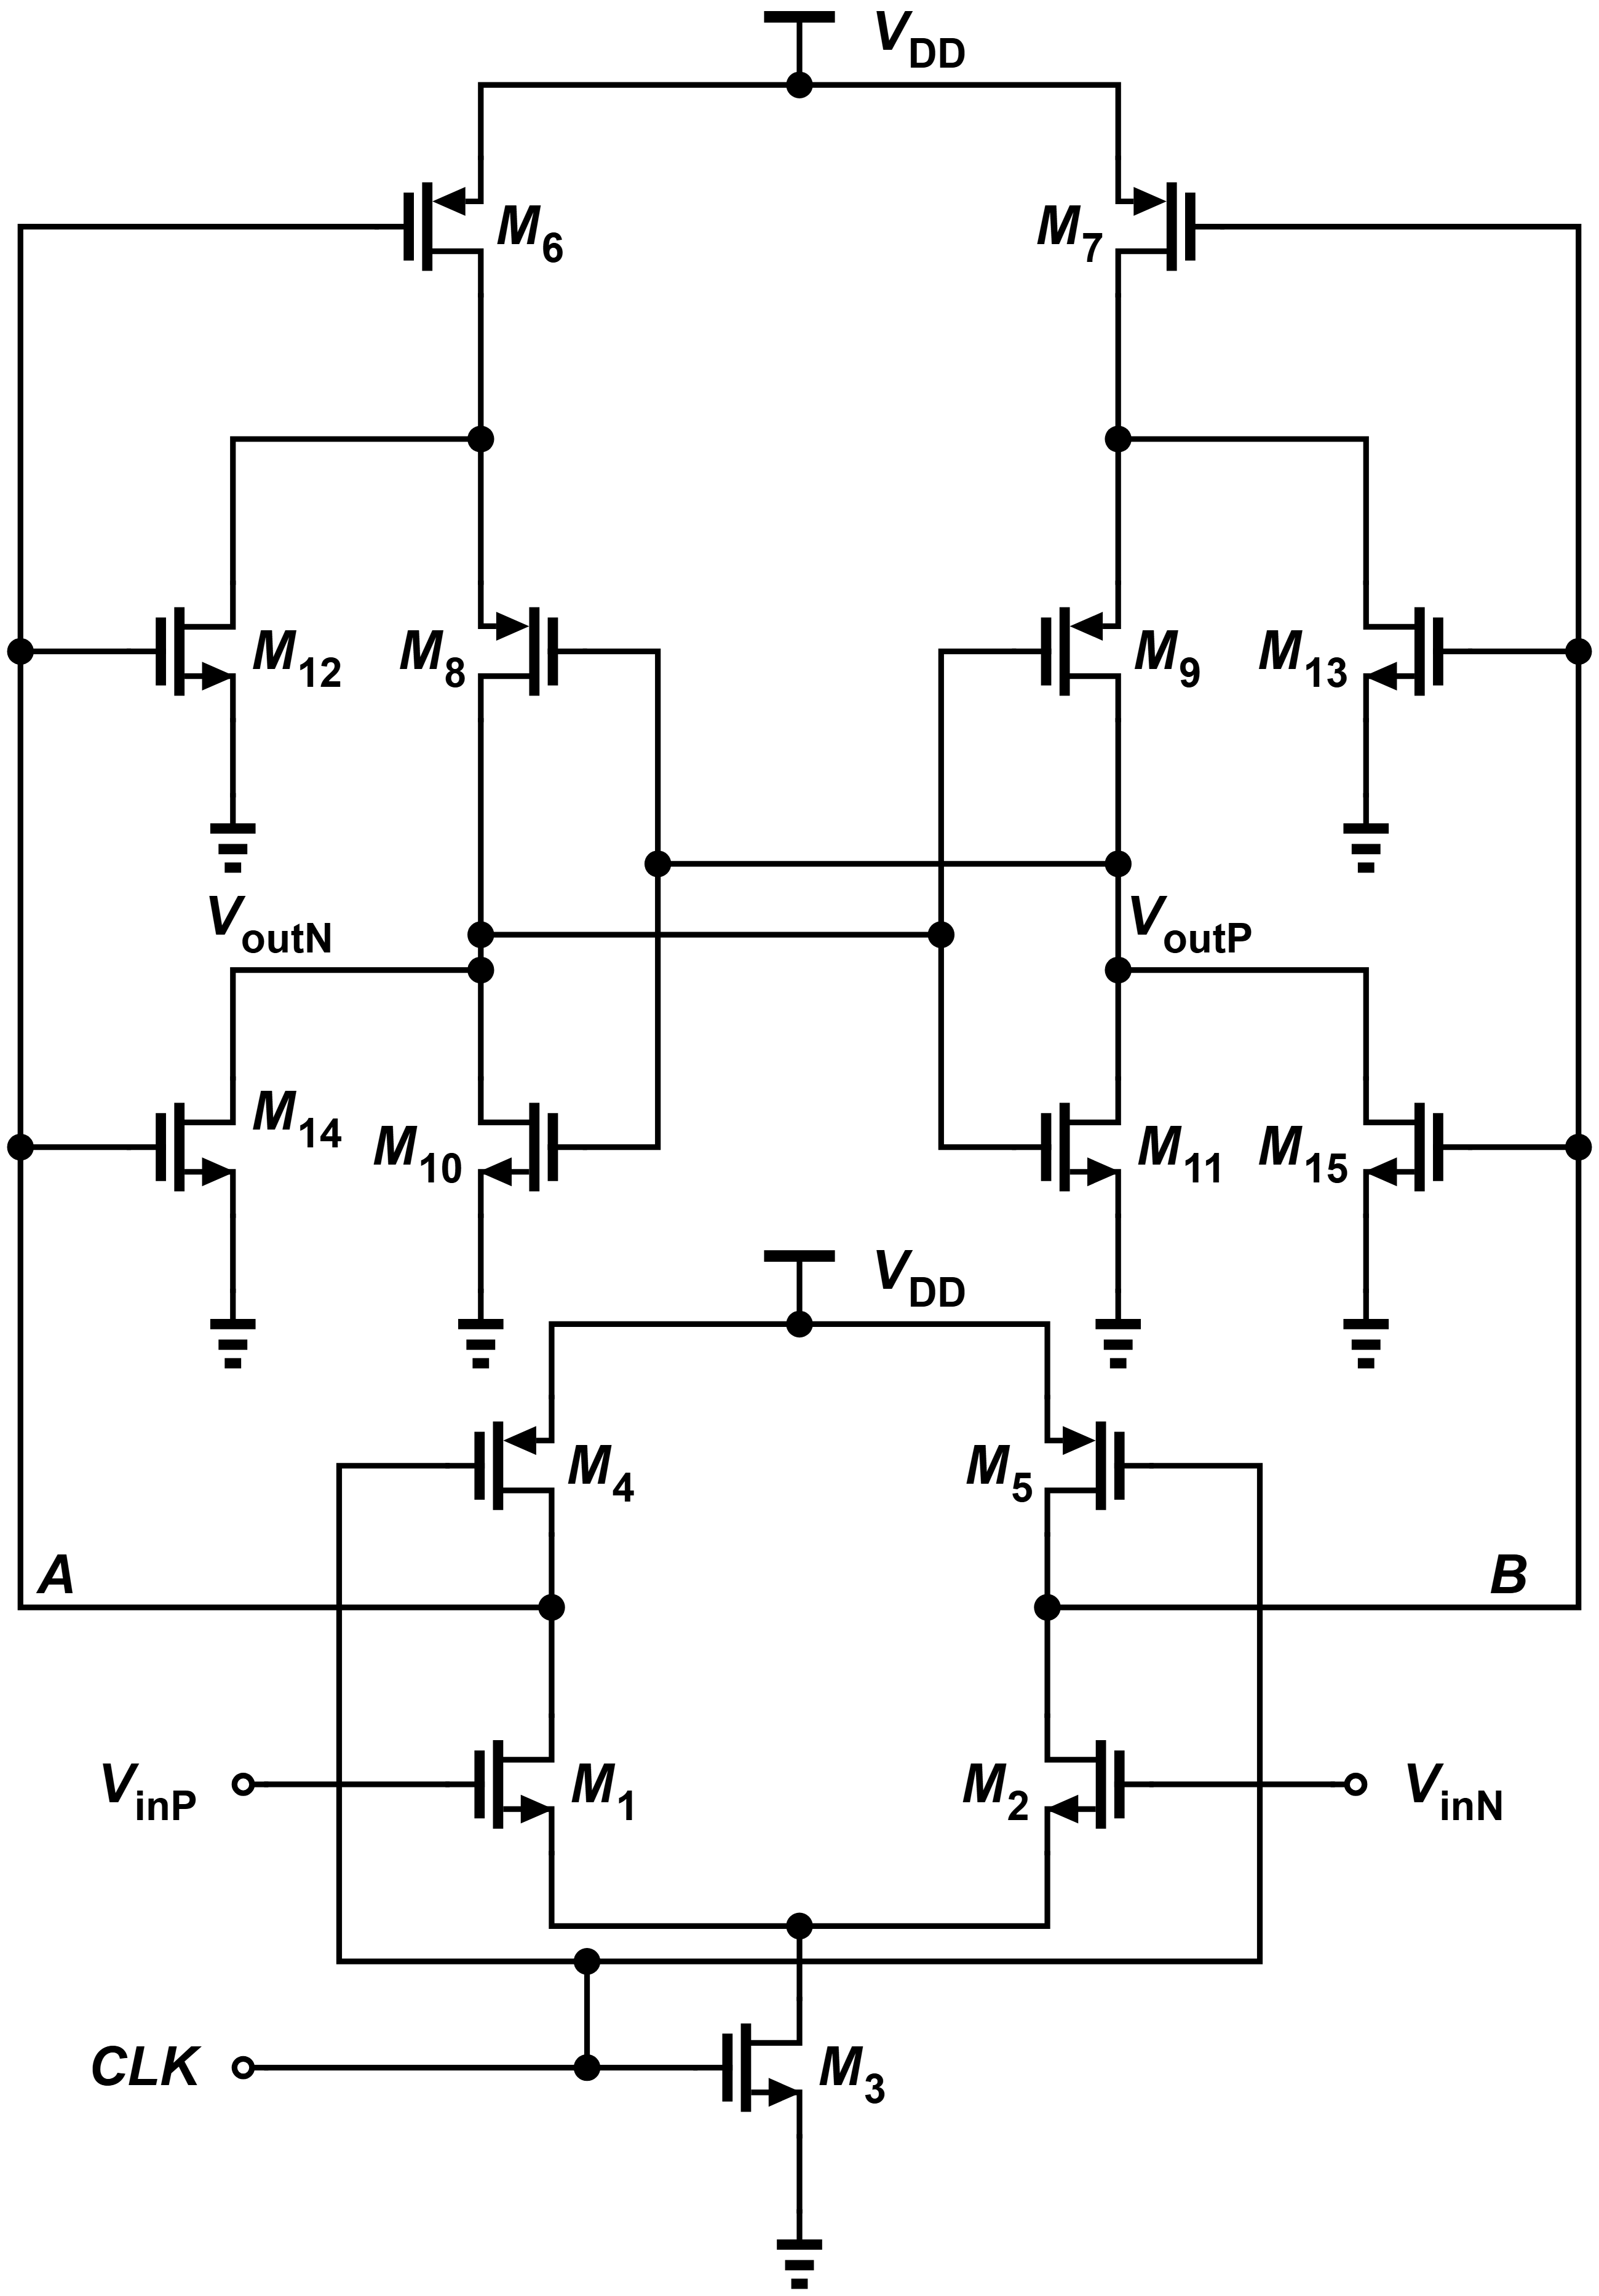 VDD
M6 M7
M12 M8 M9 M13
VoutN VoutP
M14 M10 M11 M15
VDD
M4 M5
A B
VinP M1 M2 VinN
CLK M3